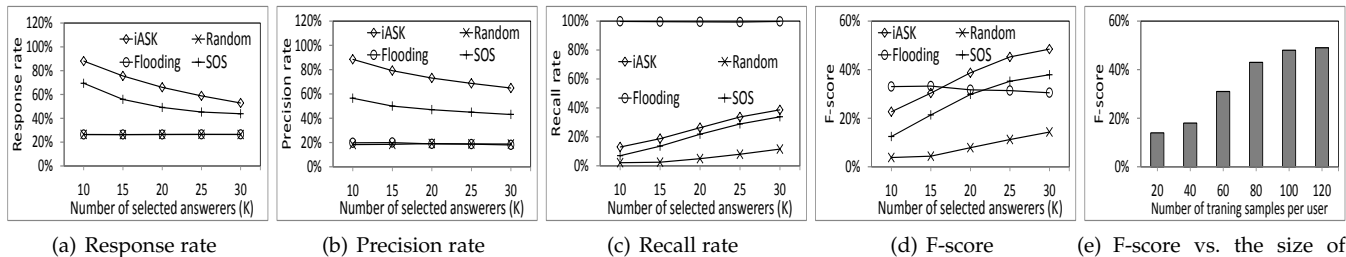 120%
100%
80%
60%
40%
20%
0%
Response rate
iASK
Random
Flooding
SOS
10 15 20 25 30
Number of selected answerers (K)
(a) Response rate
120%
100%
80%
60%
40%
20%
0%
Precision rate
iASK
Random
Flooding
SOS
10 15 20 25 30
Number of selected answerers (K)
(b) Precision rate
100%
80%
60%
40%
20%
0%
Recall rate
iASK
Random
Flooding
SOS
10 15 20 25 30
Number of selected answerers (K)
(c) Recall rate
60%
40%
20%
0%
F-score
iASK
Random
Flooding
SOS
10 15 20 25 30
Number of selected answerers (K)
(d) F-score
60%
40%
20%
0%
F-score
20 40 60 80 100 120
Number of traning samples per user
(e) F-score vs. the size of